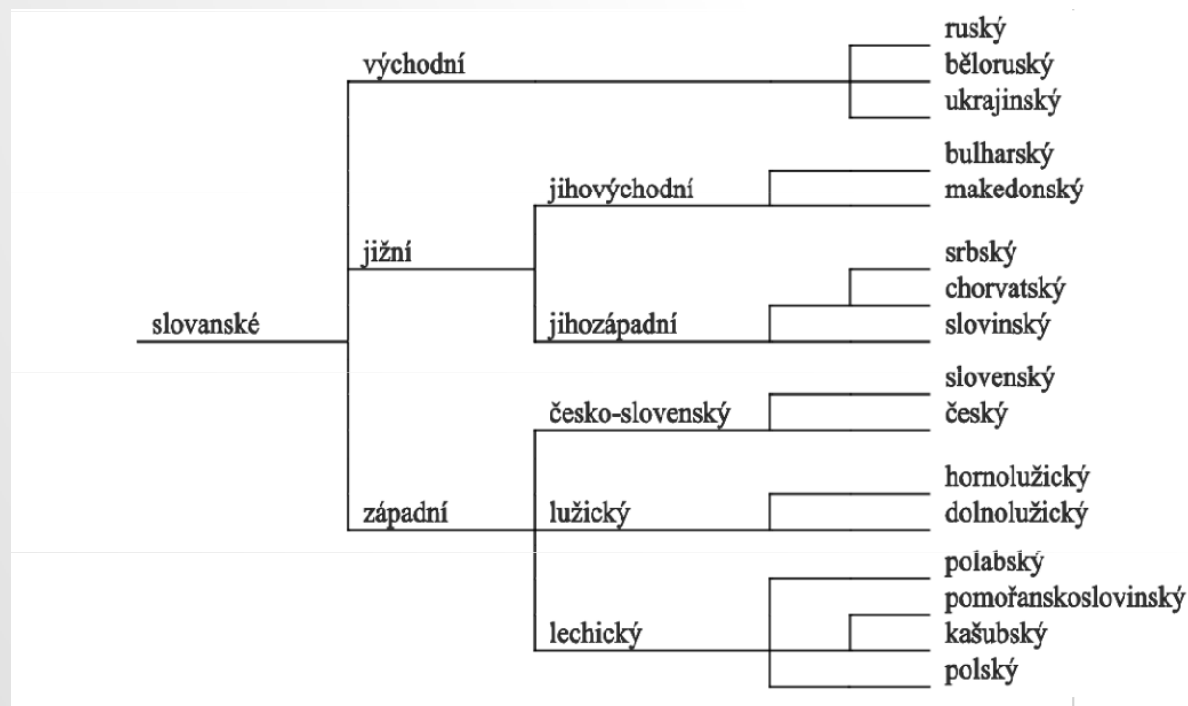 ruský
východní
běloruský
ukrajinský
bulharský
jihovýchodní
makedonský
jižní
srbský
chorvatský
slovanské
jihozápadní
slovinský
slovenský
česko-slovenský
český
hornolužický
západní
lužický
dolnolužický
polabský
pomořanskoslovinský
lechický
kašubský
polský